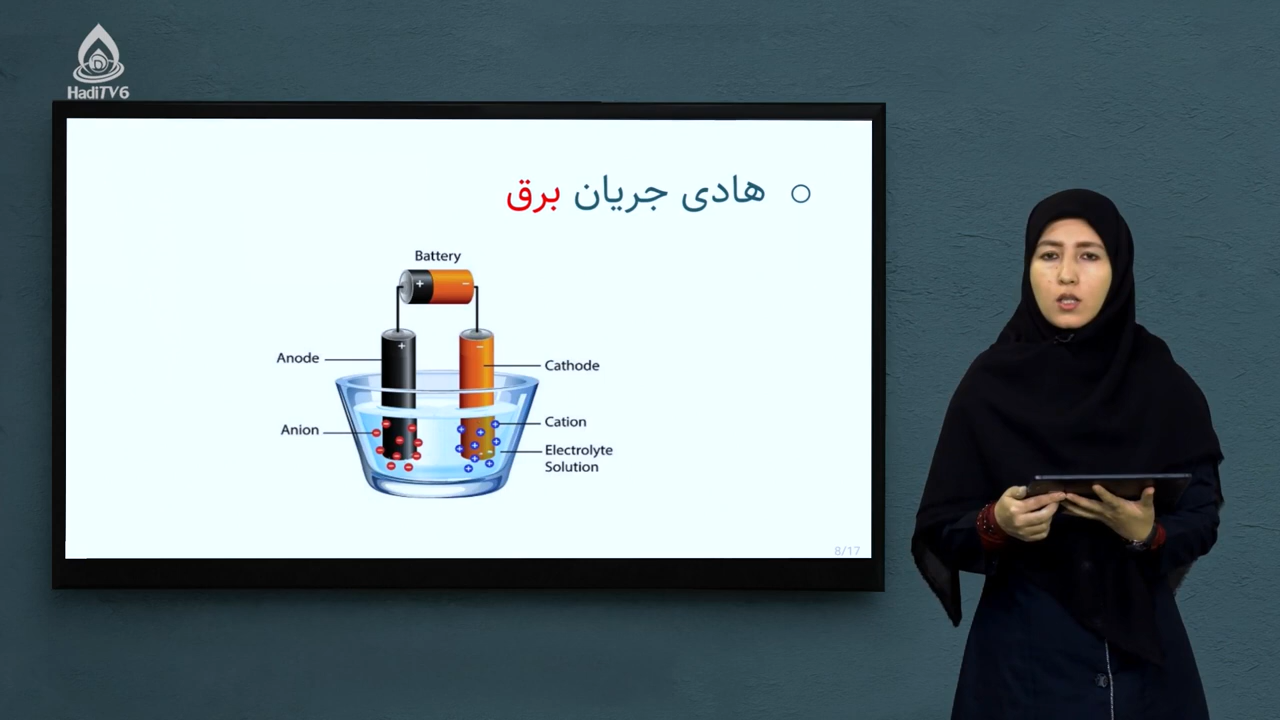 HadiTV6
هادی جریان برق
Battery
+ −
+ −
Anode
Cathode
Anion
Cation
Electrolyte
Solution
8/17